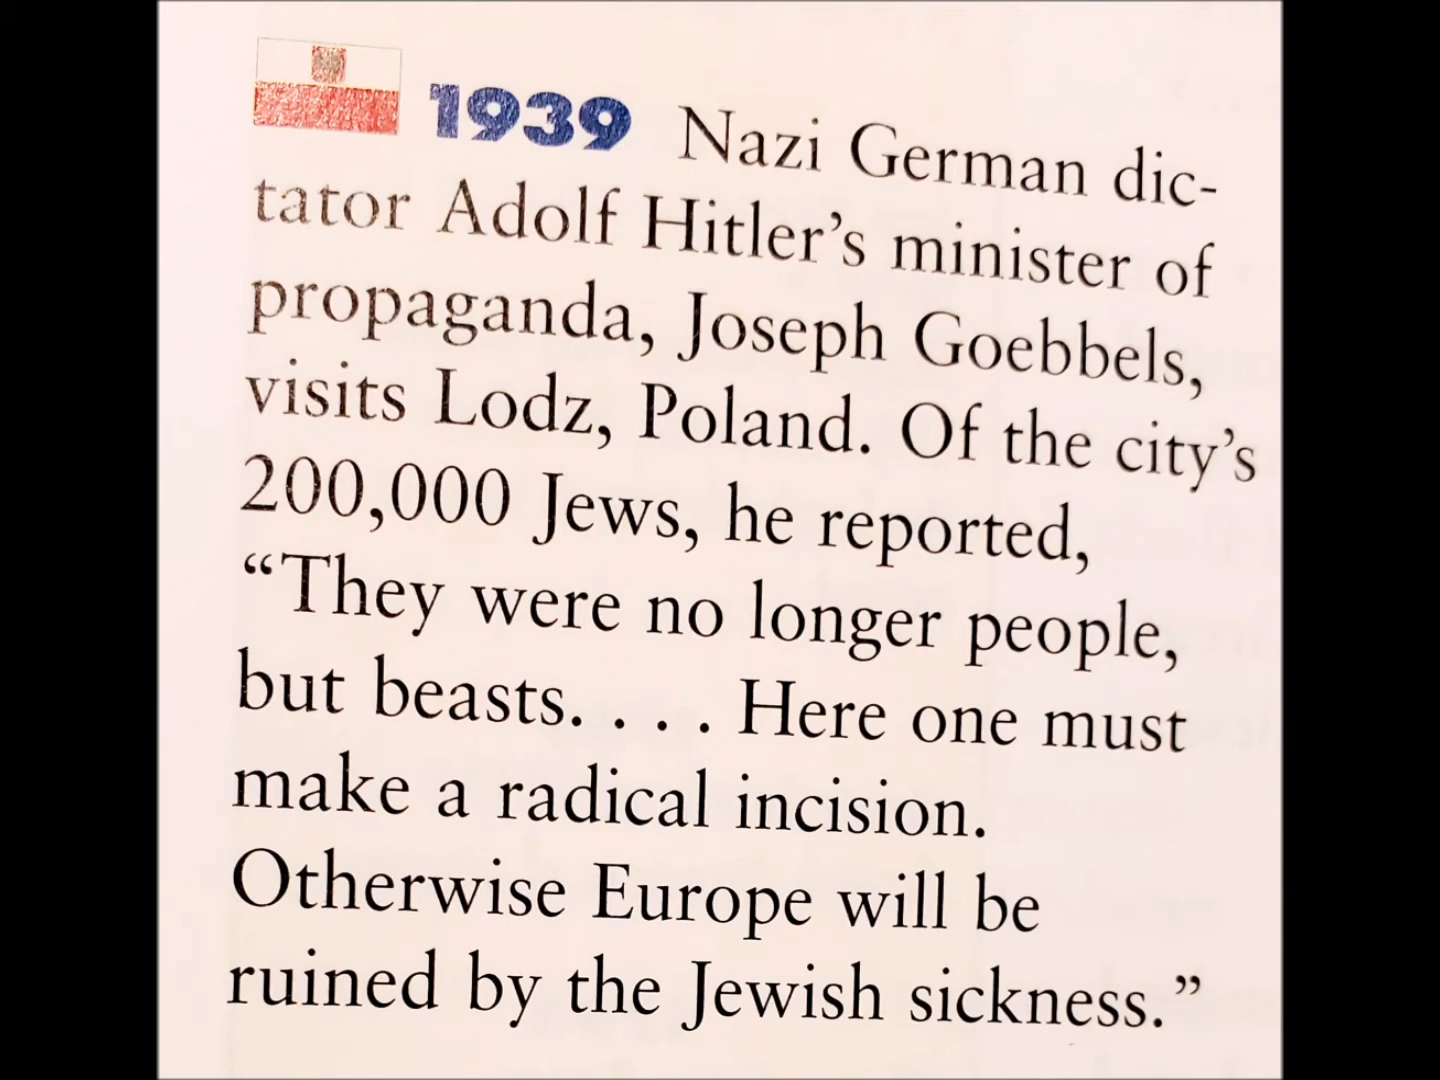 1939 Nazi German dic-
tator Adolf Hitler’s minister of
propaganda, Joseph Goebbels,
visits Lodz, Poland. Of the city’s
200,000 Jews, he reported,
“They were no longer people,
but beasts. . . . Here one must
make a radical incision.
Otherwise Europe will be
ruined by the Jewish sickness.”